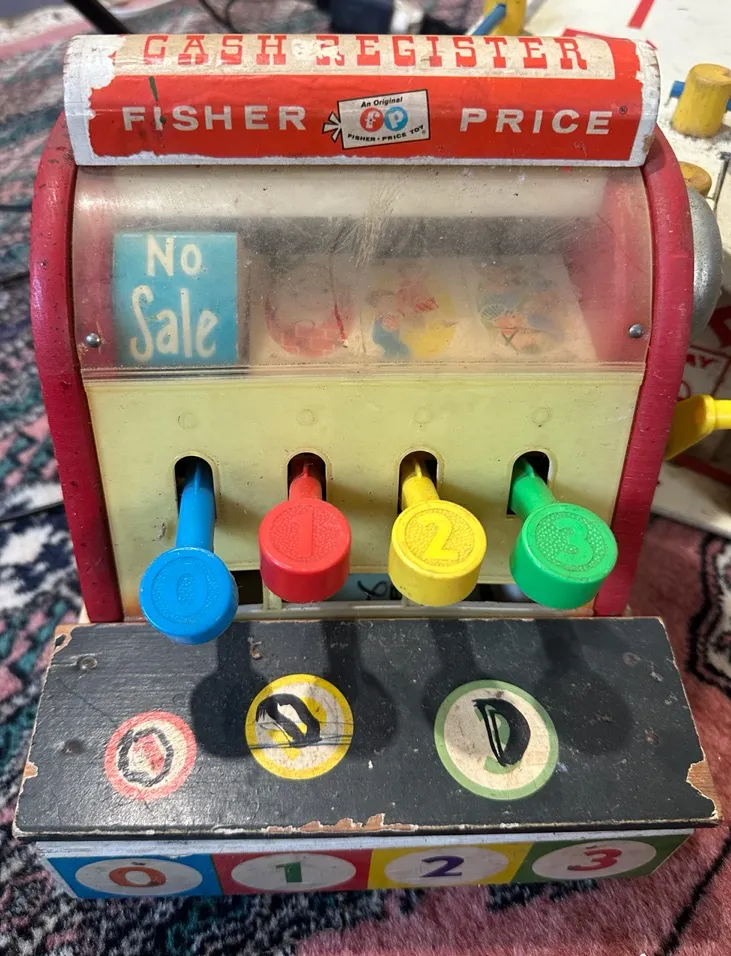 CASH REGISTER
FISHER PRICE
An Original
fp
FISHER-PRICE TOY
No
Sale
0 1 2 3
0 1 2 3